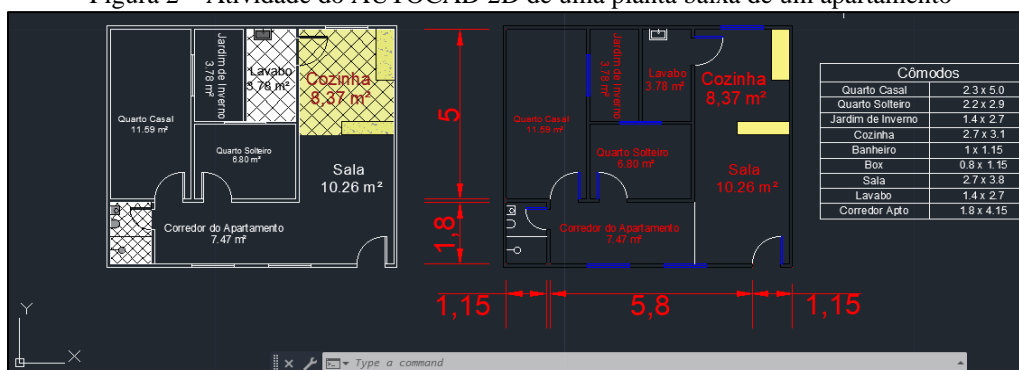 Figura 2 – Atividade do AUTOCAD 2D de uma planta baixa de um apartamento
Quarto Casal
11.59 m²
Jardim de Inverno
3.78 m²
Lavabo
3.78 m²
Cozinha
8,37 m²
Quarto Solteiro
6.80 m²
Sala
10.26 m²
Corredor do Apartamento
7.47 m²
5
1,8
Quarto Casal
11.59 m²
Jardim de Inverno
3.78 m²
Lavabo
3.78 m²
Cozinha
8,37 m²
Quarto Solteiro
6.80 m²
Sala
10.26 m²
Corredor do Apartamento
7.47 m²
1,15
5,8
1,15
Cômodos
Quarto Casal 2.3 x 5.0
Quarto Solteiro 2.2 x 2.9
Jardim de Inverno 1.4 x 2.7
Cozinha 2.7 x 3.1
Banheiro 1 x 1.15
Box 0.8 x 1.15
Sala 2.7 x 3.8
Lavabo 1.4 x 2.7
Corredor Apto 1.8 x 4.15
Y
X
Type a command